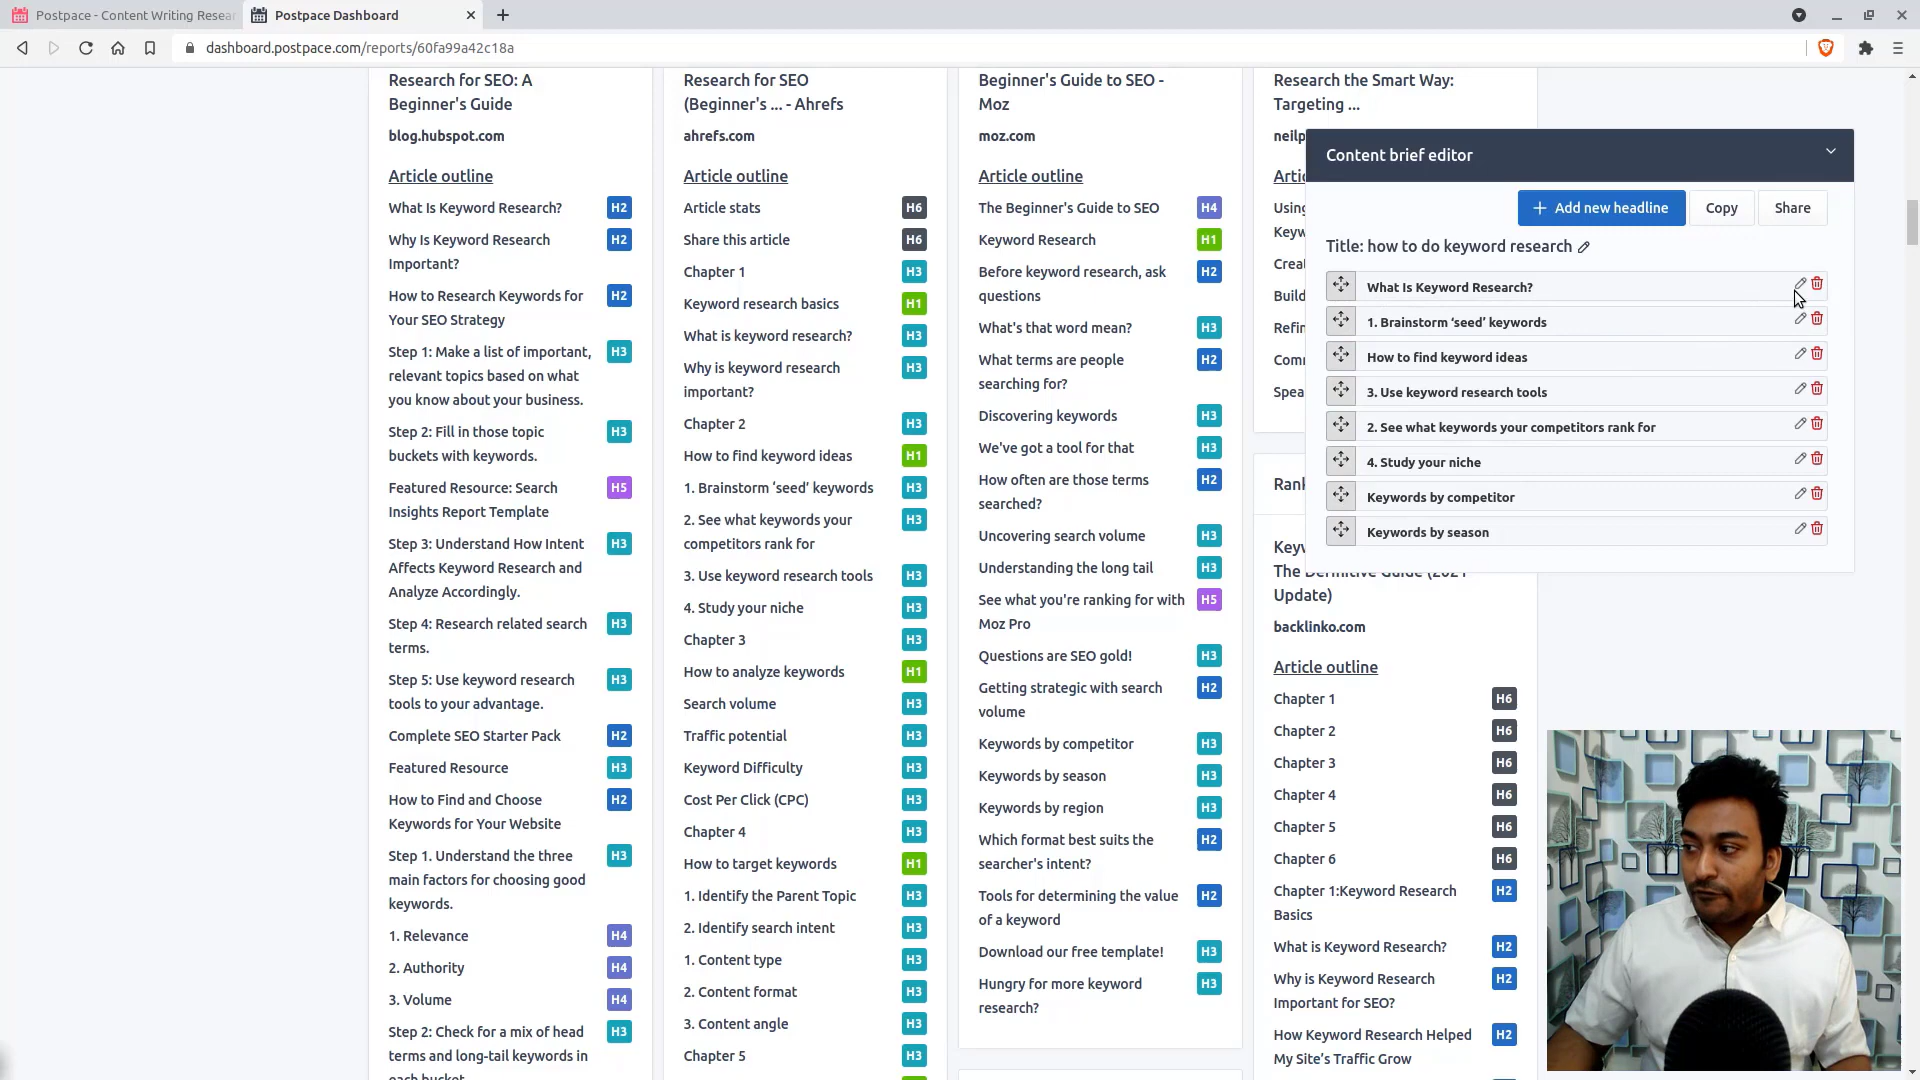 Postpace - Content Writing Resear
Postpace Dashboard
dashboard.postpace.com/reports/60fa99a42c18a
Research for SEO: A
Beginner's Guide
blog.hubspot.com
Article outline
What Is Keyword Research? H2
Why Is Keyword Research H2
Important?
How to Research Keywords for H2
Your SEO Strategy
Step 1: Make a list of important, H3
relevant topics based on what
you know about your business.
Step 2: Fill in those topic H3
buckets with keywords.
Featured Resource: Search H5
Insights Report Template
Step 3: Understand How Intent H3
Affects Keyword Research and
Analyze Accordingly.
Step 4: Research related search H3
terms.
Step 5: Use keyword research H3
tools to your advantage.
Complete SEO Starter Pack H2
Featured Resource H3
How to Find and Choose H2
Keywords for Your Website
Step 1. Understand the three H3
main factors for choosing good
keywords.
1. Relevance H4
2. Authority H4
3. Volume H4
Step 2: Check for a mix of head H3
terms and long-tail keywords in
each bucket
Research for SEO
(Beginner's ... - Ahrefs
ahrefs.com
Article outline
Article stats H6
Share this article H6
Chapter 1 H3
Keyword research basics H1
What is keyword research? H3
Why is keyword research H3
important?
Chapter 2 H3
How to find keyword ideas H1
1. Brainstorm ‘seed’ keywords H3
2. See what keywords your H3
competitors rank for
3. Use keyword research tools H3
4. Study your niche H3
Chapter 3 H3
How to analyze keywords H1
Search volume H3
Traffic potential H3
Keyword Difficulty H3
Cost Per Click (CPC) H3
Chapter 4 H3
How to target keywords H1
1. Identify the Parent Topic H3
2. Identify search intent H3
1. Content type H3
2. Content format H3
3. Content angle H3
Chapter 5 H3
Beginner's Guide to SEO -
Moz
moz.com
Article outline
The Beginner's Guide to SEO H4
Keyword Research H1
Before keyword research, ask H2
questions
What's that word mean? H3
What terms are people H2
searching for?
Discovering keywords H3
We've got a tool for that H3
How often are those terms H2
searched?
Uncovering search volume H3
Understanding the long tail H3
See what you're ranking for with H5
Moz Pro
Questions are SEO gold! H3
Getting strategic with search H2
volume
Keywords by competitor H3
Keywords by season H3
Keywords by region H3
Which format best suits the H2
searcher's intent?
Tools for determining the value H2
of a keyword
Download our free template! H3
Hungry for more keyword H3
research?
Research the Smart Way:
Targeting ...
neilp
Artic
Using
Keyw
Creat
Build
Refin
Comm
Spea
Rank
Keyw
The Definitive Guide (2021
Update)
backlinko.com
Article outline
Chapter 1 H6
Chapter 2 H6
Chapter 3 H6
Chapter 4 H6
Chapter 5 H6
Chapter 6 H6
Chapter 1:Keyword Research H2
Basics
What is Keyword Research? H2
Why is Keyword Research H2
Important for SEO?
How Keyword Research Helped H2
My Site’s Traffic Grow
Content brief editor
+ Add new headline
Copy
Share
Title: how to do keyword research
What Is Keyword Research?
1. Brainstorm ‘seed’ keywords
How to find keyword ideas
3. Use keyword research tools
2. See what keywords your competitors rank for
4. Study your niche
Keywords by competitor
Keywords by season